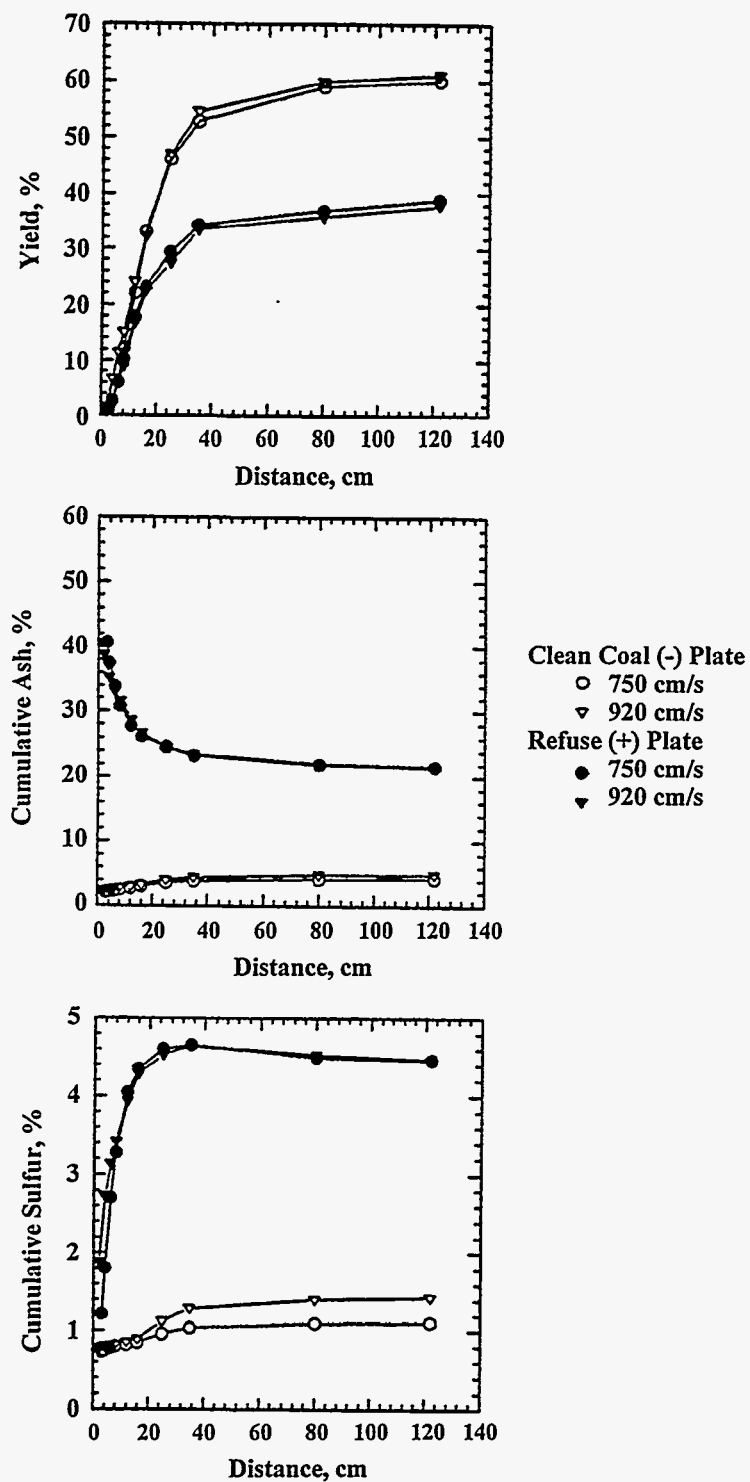 70
60
50
40
30
20
10
0
Yield, %
0 20 40 60 80 100 120 140
Distance, cm
60
50
40
30
20
10
0
Cumulative Ash, %
0 20 40 60 80 100 120 140
Distance, cm
Clean Coal (-) Plate
750 cm/s
920 cm/s
Refuse (+) Plate
750 cm/s
920 cm/s
5
4
3
2
1
0
Cumulative Sulfur, %
0 20 40 60 80 100 120 140
Distance, cm